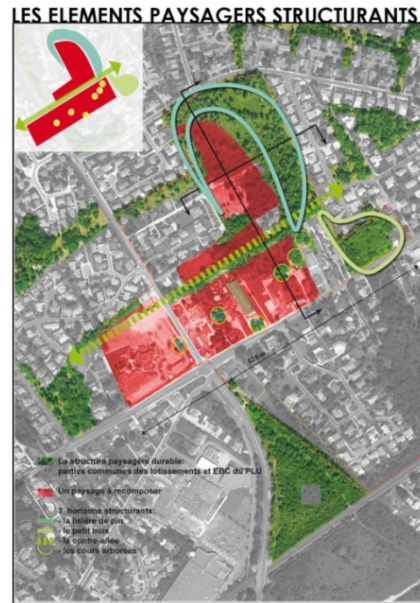 LES ELEMENTS PAYSAGERS STRUCTURANTS
La structure paysagère durable:
parties communes des lotissements et EBC du PLU
Un paysage à recomposer
3 horizons structurants:
- la lisière de pin
- le petit bois
- la contre-allée
- les cours arborées